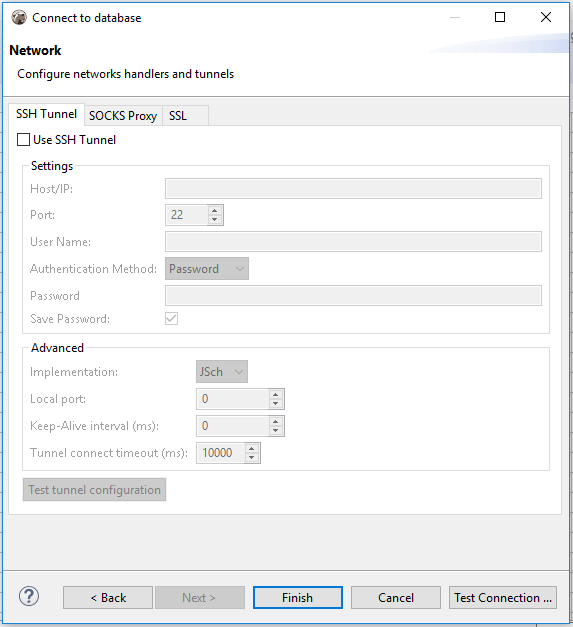 Connect to database
Network
Configure networks handlers and tunnels
SSH Tunnel SOCKS Proxy SSL
Use SSH Tunnel
Settings
Host/IP:
Port: 22
User Name:
Authentication Method: Password
Password
Save Password:
Advanced
Implementation: JSch
Local port: 0
Keep-Alive interval (ms): 0
Tunnel connect timeout (ms): 10000
Test tunnel configuration
? < Back Next > Finish Cancel Test Connection ...